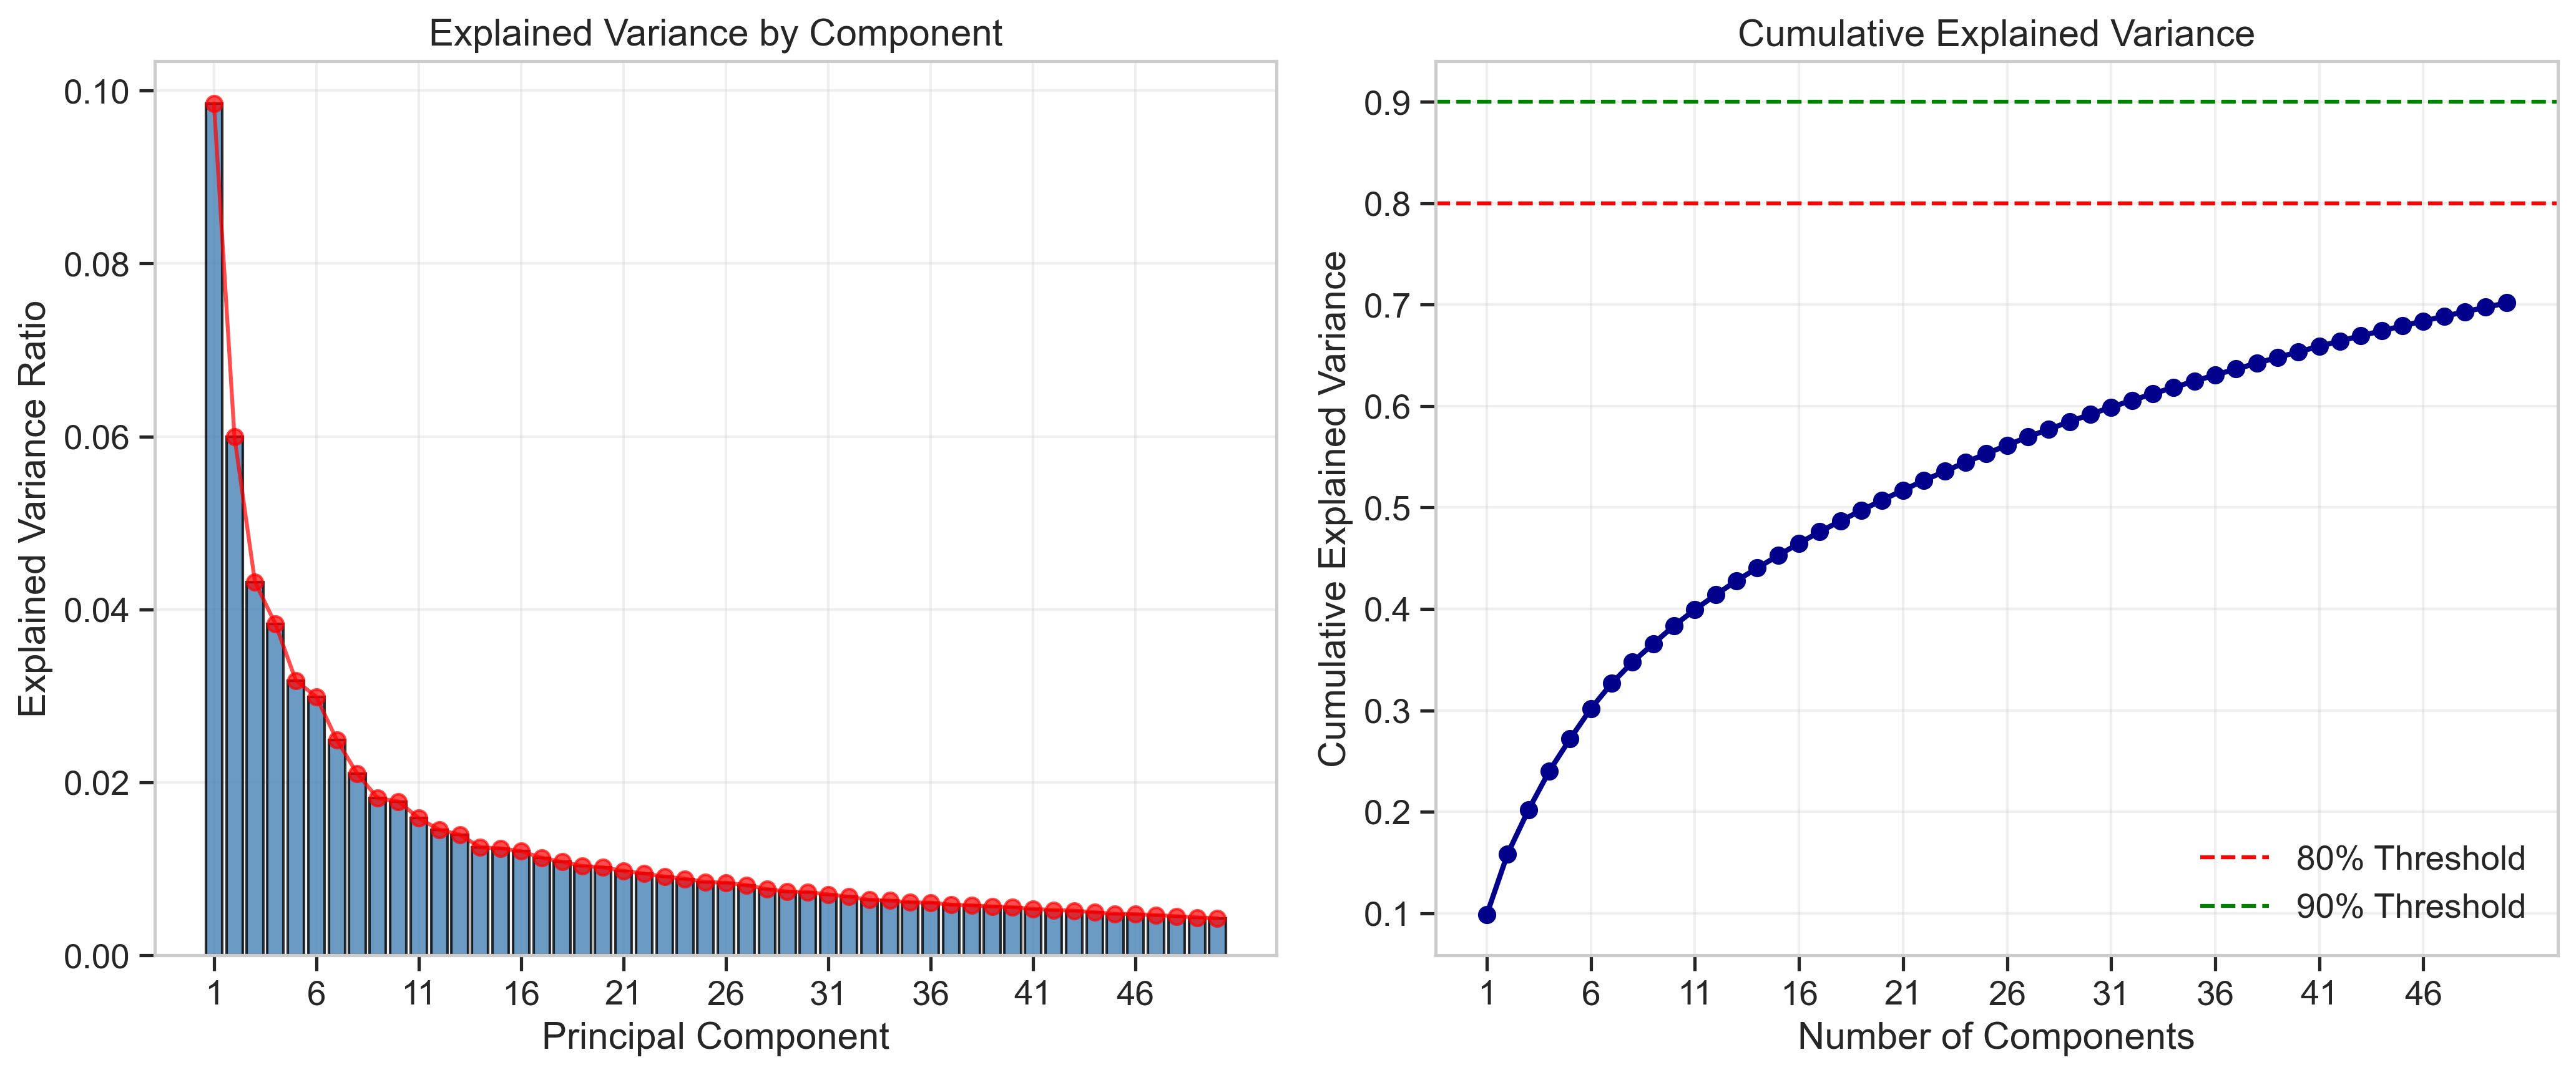 Explained Variance by Component
Explained Variance Ratio
0.10
0.08
0.06
0.04
0.02
0.00
1 6 11 16 21 26 31 36 41 46
Principal Component
Cumulative Explained Variance
Cumulative Explained Variance
0.9
0.8
0.7
0.6
0.5
0.4
0.3
0.2
0.1
80% Threshold
90% Threshold
1 6 11 16 21 26 31 36 41 46
Number of Components